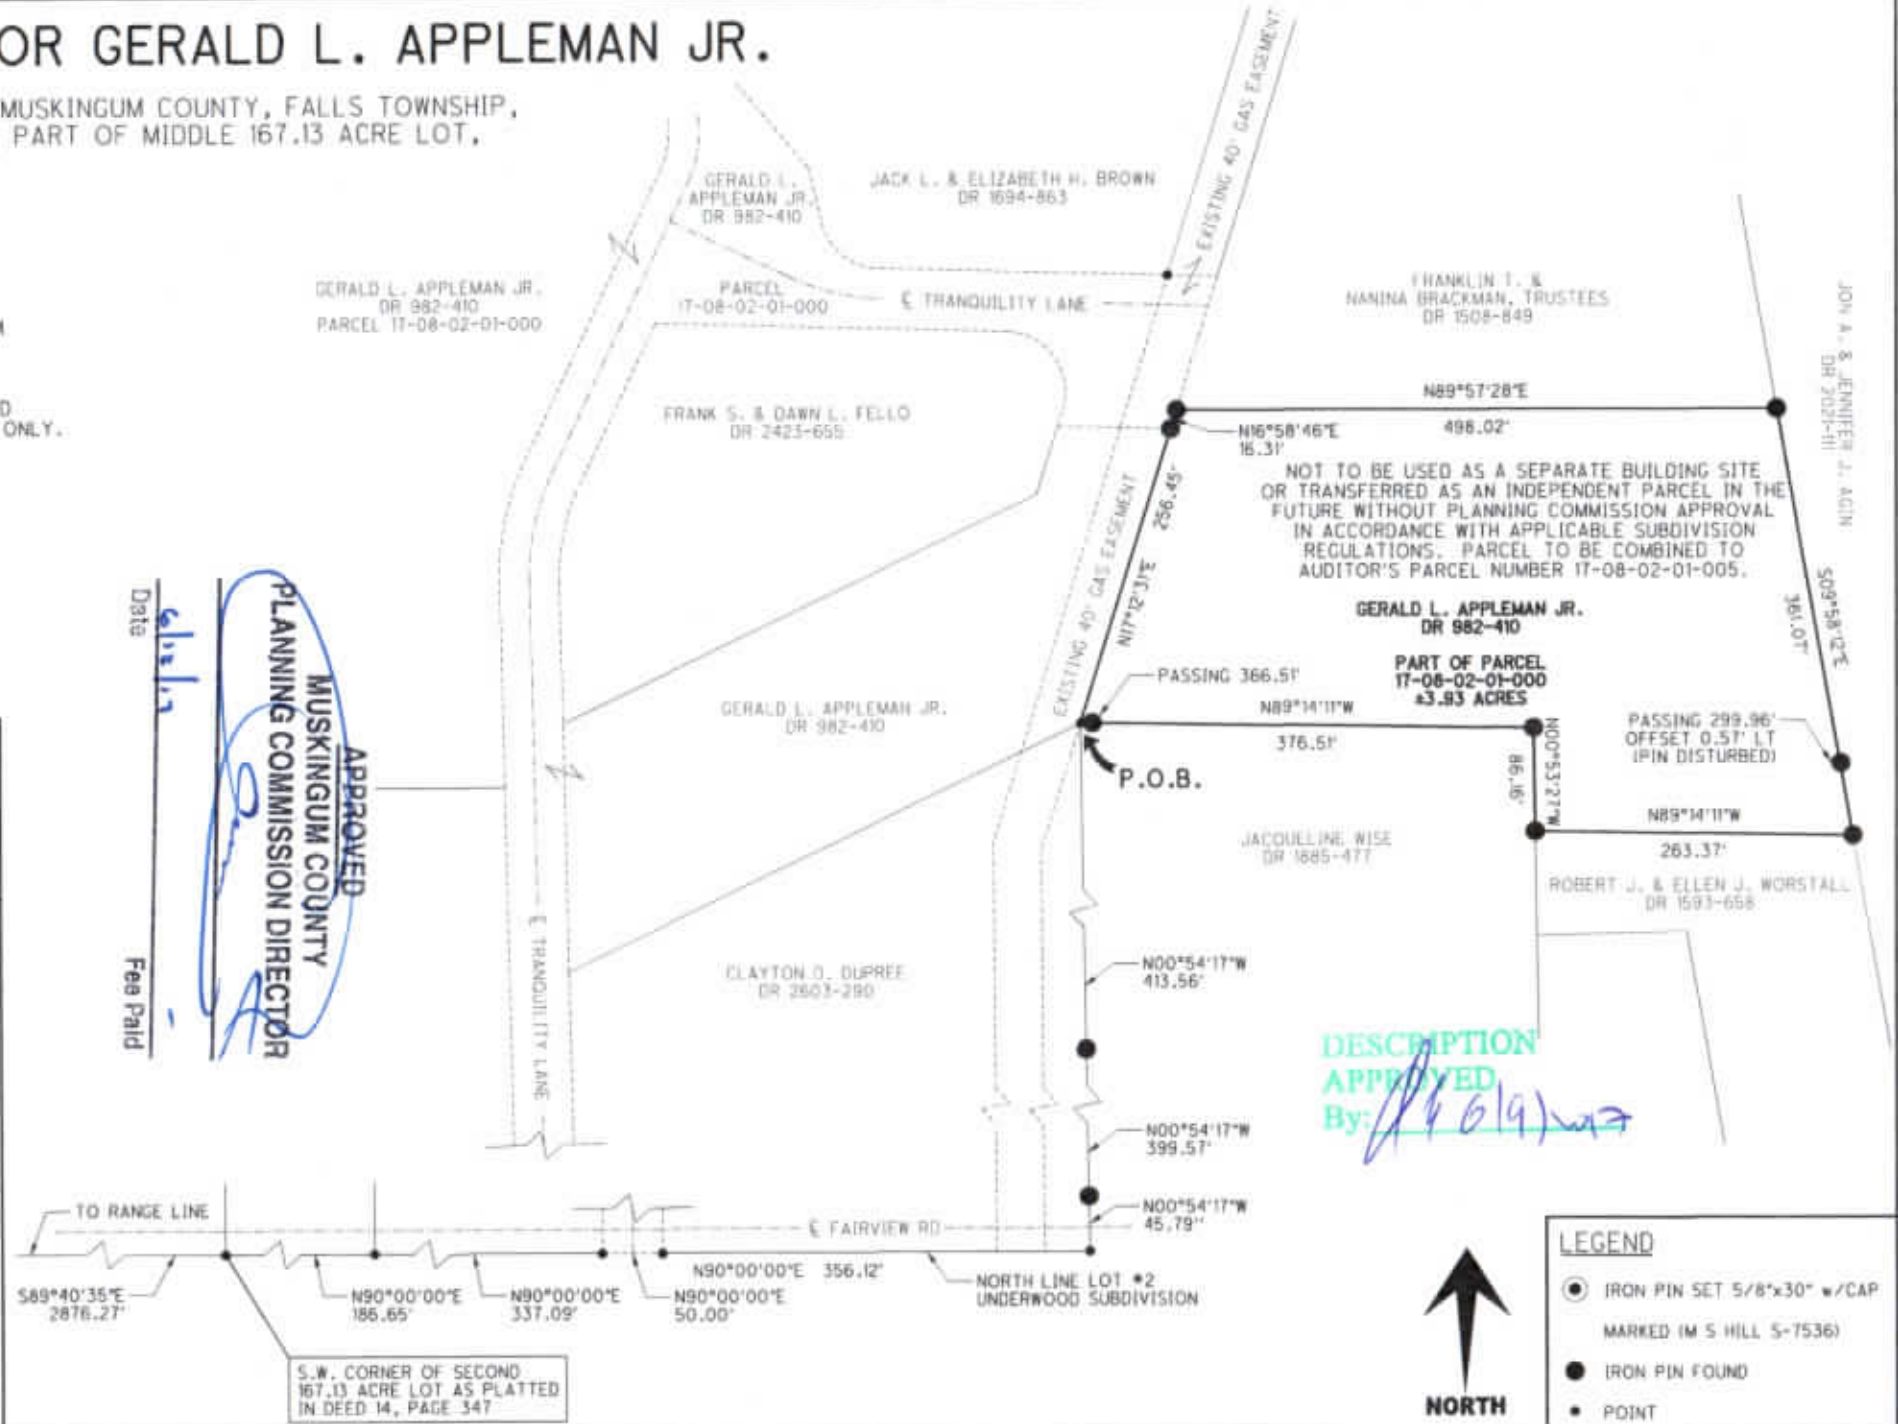 OR GERALD L. APPLEMAN JR.
MUSKINGUM COUNTY, FALLS TOWNSHIP,
PART OF MIDDLE 167.13 ACRE LOT,
ONLY.
GERALD L.
APPLEMAN JR.
DR 982-410
JACK L. & ELIZABETH H. BROWN
DR 1694-863
EXISTING 40' GAS EASEMENT
GERALD L. APPLEMAN JR.
DR 982-410
PARCEL 17-08-02-01-000
PARCEL
17-08-02-01-000
℄ TRANQUILITY LANE
FRANKLIN T. &
NANINA BRACKMAN, TRUSTEES
DR 1508-849
JON A. & JENNIFER J. AGIN
DR 2021-111
FRANK S. & DAWN L. FELLO
DR 2423-655
N89°57'28"E
498.02'
N16°58'46"E
16.31'
NOT TO BE USED AS A SEPARATE BUILDING SITE
OR TRANSFERRED AS AN INDEPENDENT PARCEL IN THE
FUTURE WITHOUT PLANNING COMMISSION APPROVAL
IN ACCORDANCE WITH APPLICABLE SUBDIVISION
REGULATIONS. PARCEL TO BE COMBINED TO
AUDITOR'S PARCEL NUMBER 17-08-02-01-005.
EXISTING 40' GAS EASEMENT
N17°12'31"E
256.45'
S09°58'12"E
361.07'
GERALD L. APPLEMAN JR.
DR 982-410
PART OF PARCEL
17-08-02-01-000
±3.93 ACRES
PASSING 366.51'
N89°14'11"W
376.51'
P.O.B.
N00°53'27"W
86.16'
PASSING 299.96'
OFFSET 0.57' LT
(PIN DISTURBED)
N89°14'11"W
263.37'
GERALD L. APPLEMAN JR.
DR 982-410
JACQUELINE WISE
DR 1885-477
ROBERT J. & ELLEN J. WORSTALL
DR 1593-658
APPROVED
MUSKINGUM COUNTY
PLANNING COMMISSION DIRECTOR
6/12/17
Date
Fee Paid
℄ TRANQUILITY LANE
CLAYTON D. DUPREE
DR 2603-290
N00°54'17"W
413.56'
DESCRIPTION
APPROVED
By:
N00°54'17"W
399.57'
N00°54'17"W
45.79''
TO RANGE LINE
℄ FAIRVIEW RD
S89°40'35"E
2876.27'
N90°00'00"E
186.65'
N90°00'00"E
337.09'
N90°00'00"E
50.00'
N90°00'00"E 356.12'
NORTH LINE LOT #2
UNDERWOOD SUBDIVISION
S.W. CORNER OF SECOND
167.13 ACRE LOT AS PLATTED
IN DEED 14, PAGE 347
NORTH
LEGEND
IRON PIN SET 5/8"x30" w/CAP
MARKED (M S HILL S-7536)
IRON PIN FOUND
POINT